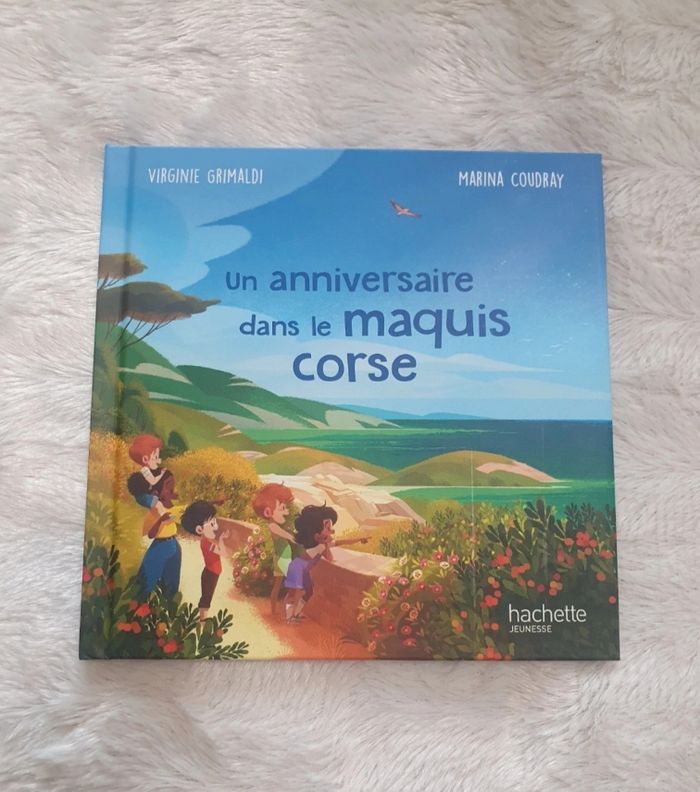 VIRGINIE GRIMALDI
MARINA COUDRAY
un anniversaire
dans le maquis
corse
hachette
JEUNESSE